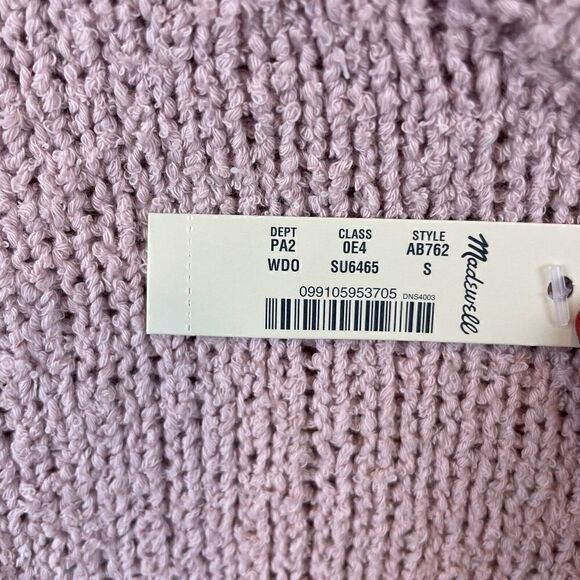 DEPT CLASS STYLE
PA2 0E4 AB762
WDO SU6465 S
099105953705 DNS4003
Madewell